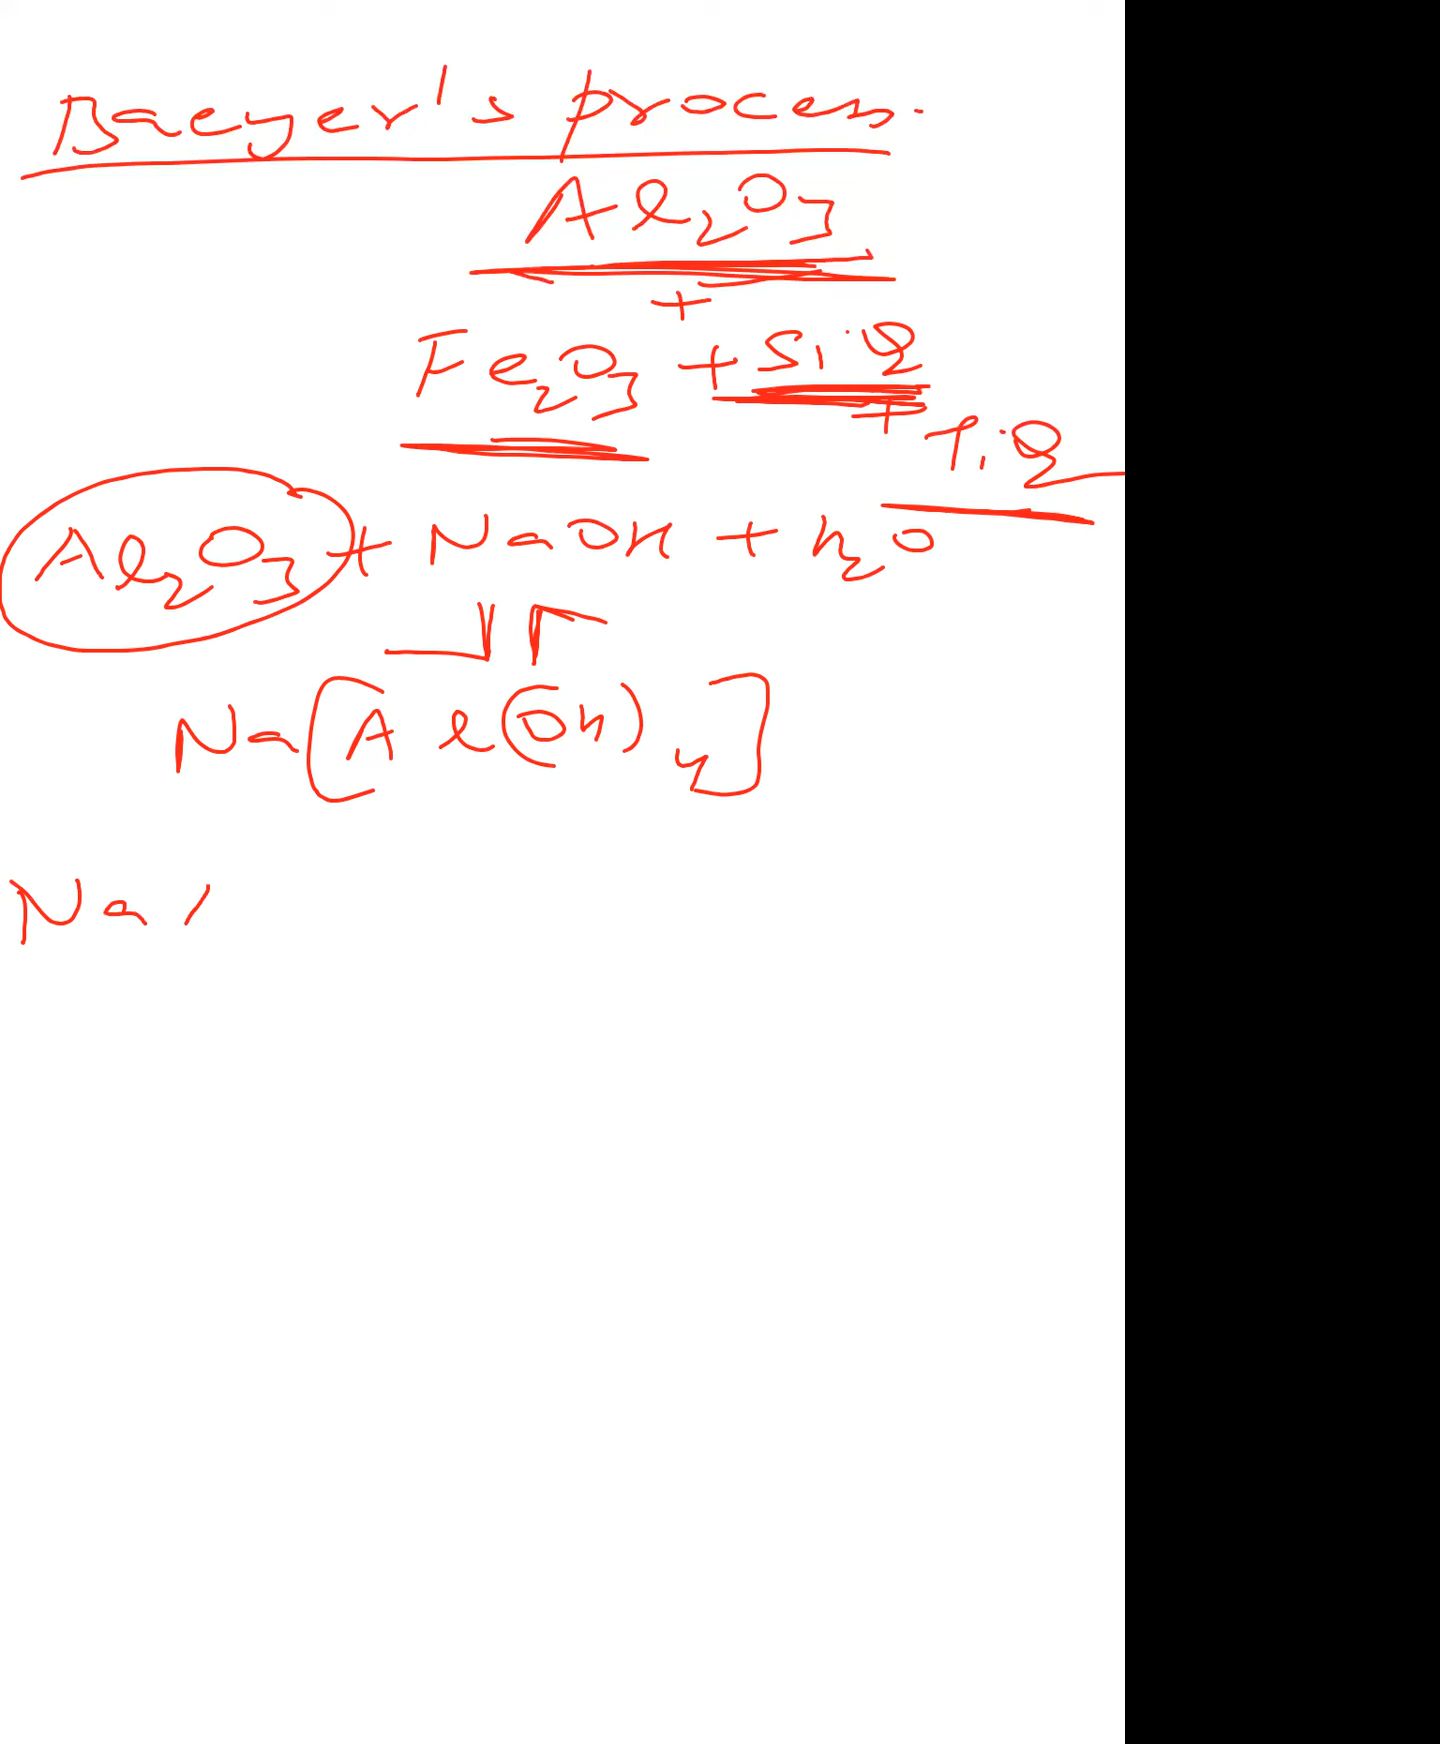 Baeyer's process.
Al2O3
+
Fe2O3 + SiO2
+ TiO2
Al2O3 + NaOH + H2O
Na[Al(OH)4]
Na